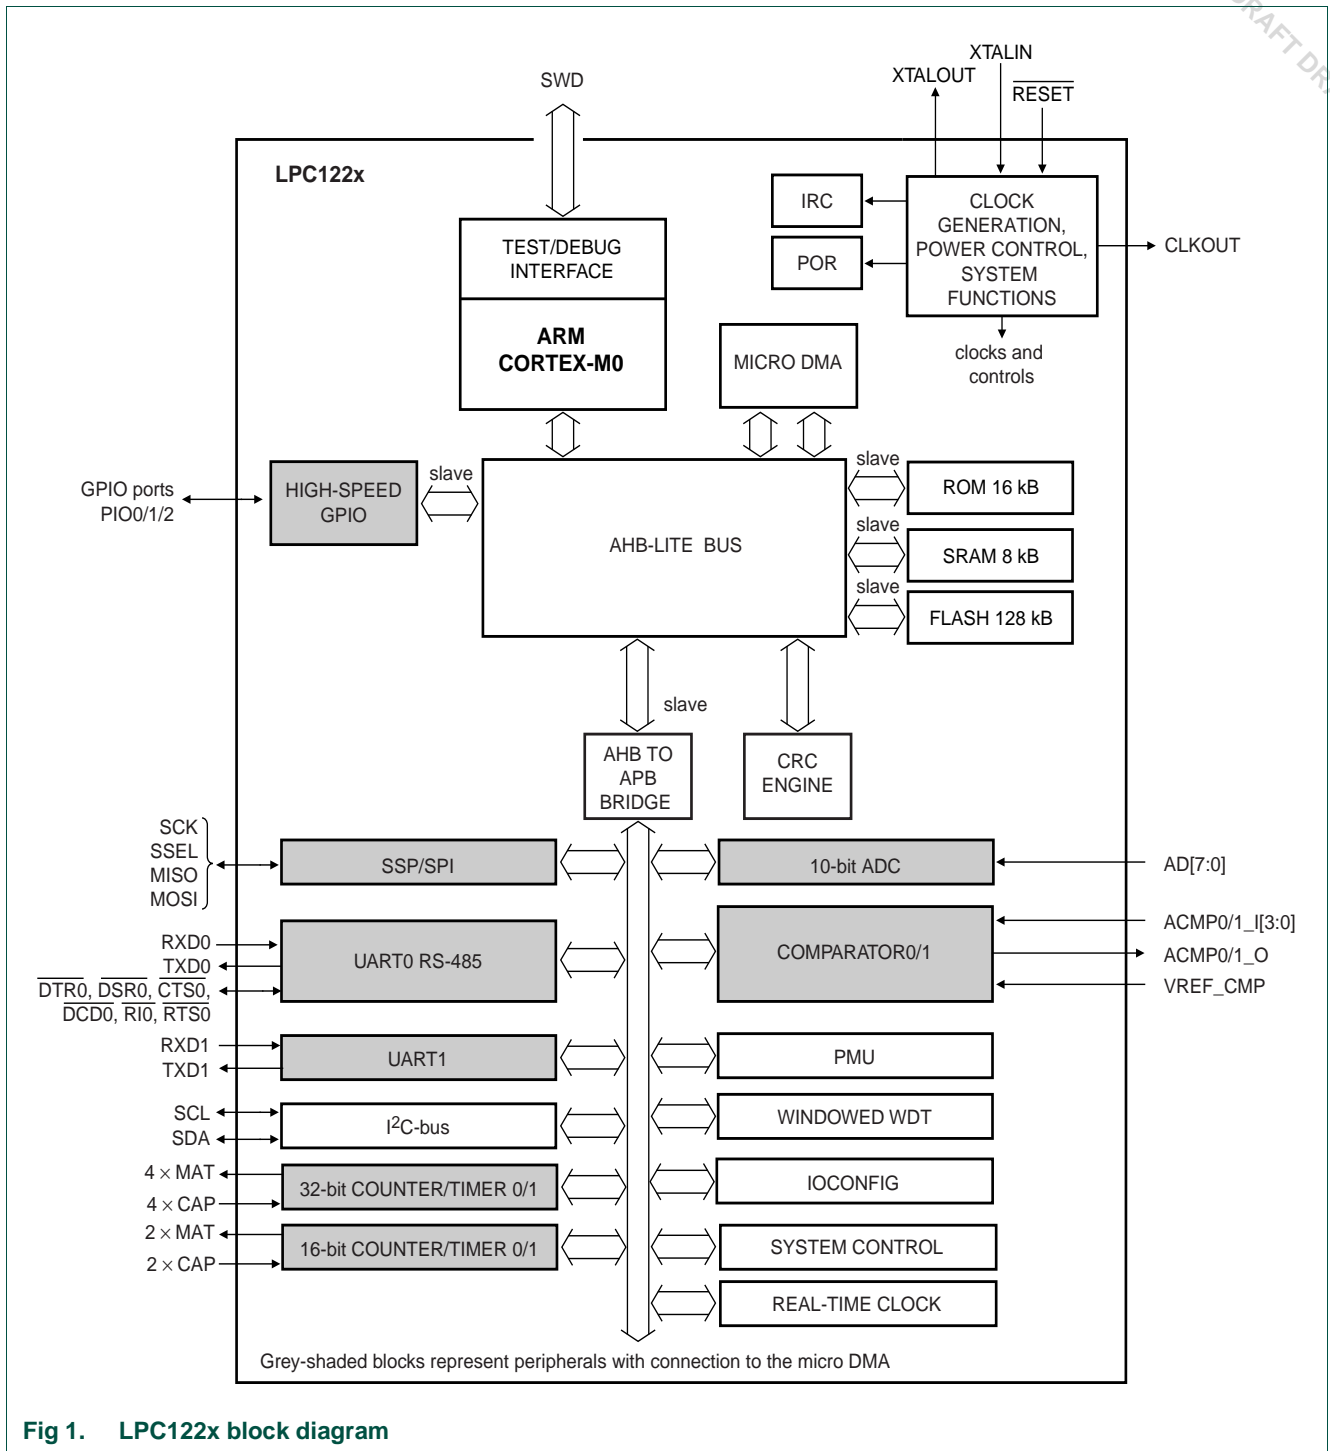 DRAFT DRA
XTALIN
XTALOUT
RESET
SWD
LPC122x
IRC
POR
CLOCK
GENERATION,
POWER CONTROL,
SYSTEM
FUNCTIONS
CLKOUT
clocks and
controls
TEST/DEBUG
INTERFACE
ARM
CORTEX-M0
MICRO DMA
GPIO ports
PIO0/1/2
HIGH-SPEED
GPIO
slave
AHB-LITE BUS
slave
ROM 16 kB
slave
SRAM 8 kB
slave
FLASH 128 kB
slave
AHB TO
APB
BRIDGE
CRC
ENGINE
SCK
SSEL
MISO
MOSI
SSP/SPI
10-bit ADC
AD[7:0]
RXD0
TXD0
DTR0, DSR0, CTS0,
DCD0, RI0, RTS0
UART0 RS-485
COMPARATOR0/1
ACMP0/1_I[3:0]
ACMP0/1_O
VREF_CMP
RXD1
TXD1
UART1
PMU
SCL
SDA
I2C-bus
WINDOWED WDT
4 × MAT
4 × CAP
32-bit COUNTER/TIMER 0/1
IOCONFIG
2 × MAT
2 × CAP
16-bit COUNTER/TIMER 0/1
SYSTEM CONTROL
REAL-TIME CLOCK
Grey-shaded blocks represent peripherals with connection to the micro DMA
Fig 1. LPC122x block diagram